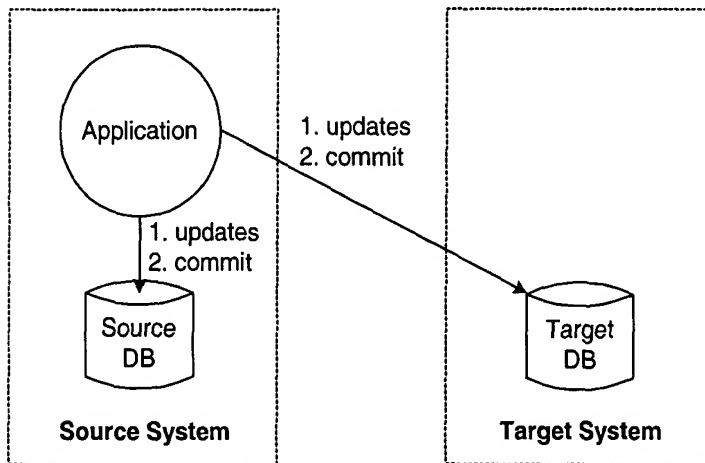 Application
1. updates
2. commit
1. updates
2. commit
Source
DB
Target
DB
Source System
Target System